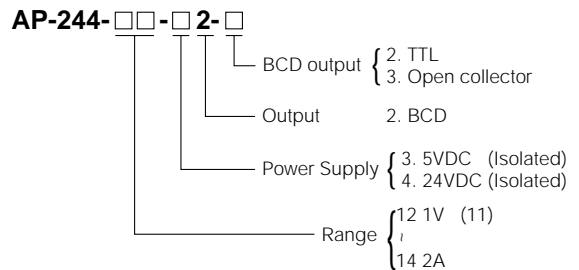 AP-244-□□-□2-□
BCD output { 2. TTL
3. Open collector
Output 2. BCD
Power Supply { 3. 5VDC (Isolated)
4. 24VDC (Isolated)
Range { 12 1V (11)
~
14 2A